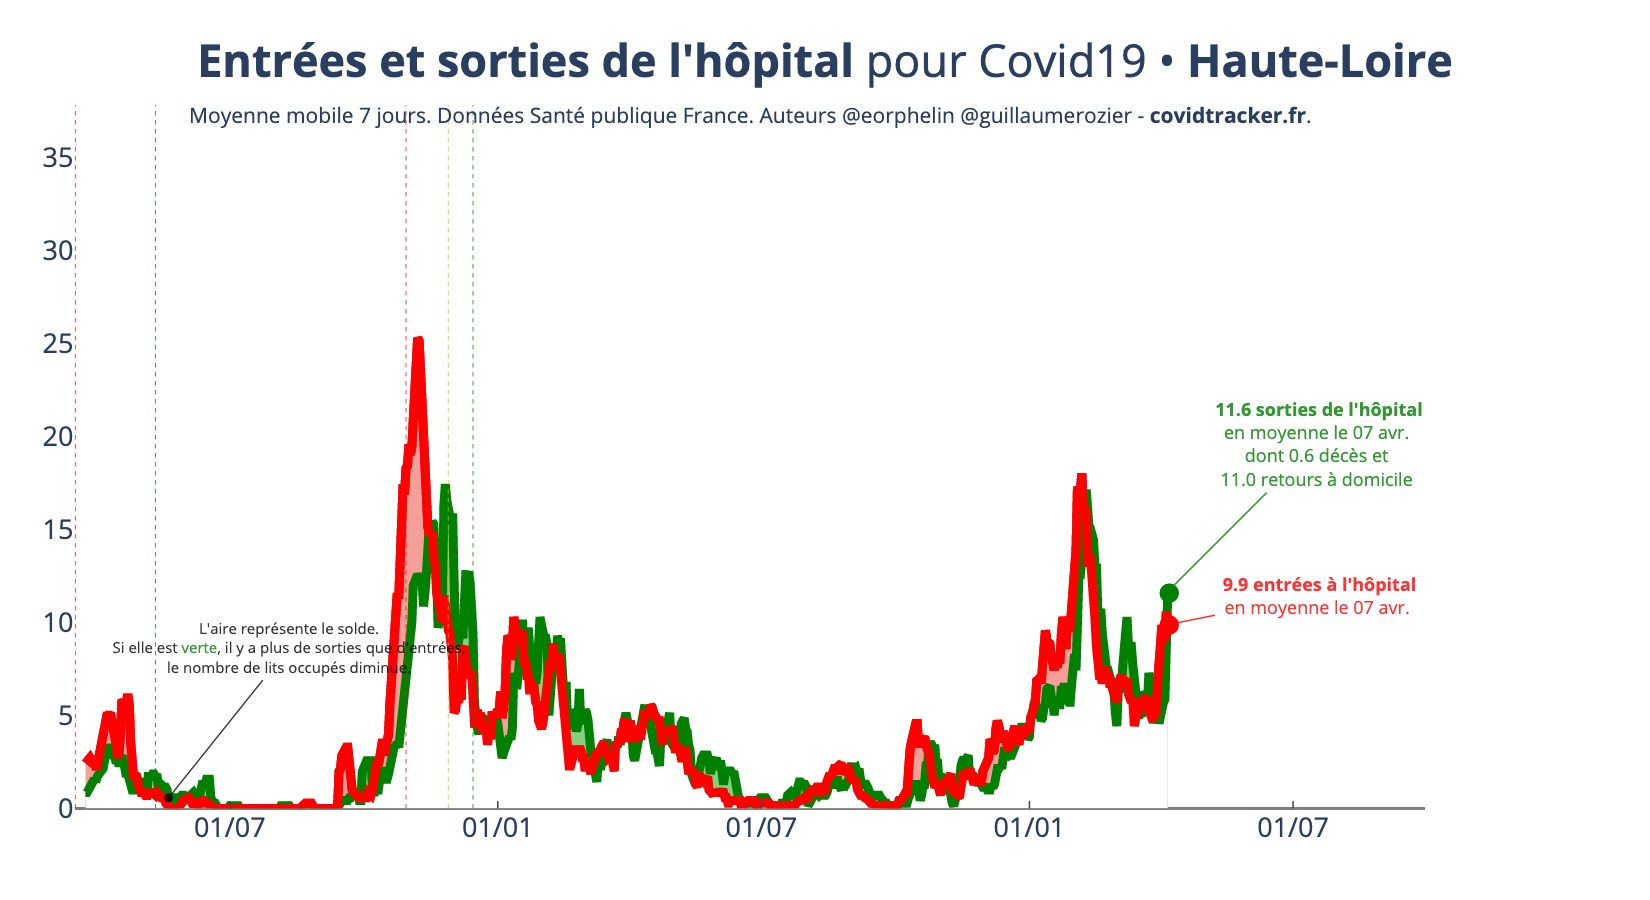 Entrées et sorties de l'hôpital pour Covid19 • Haute-Loire
Moyenne mobile 7 jours. Données Santé publique France. Auteurs @eorphelin @guillaumerozier - covidtracker.fr.
35
30
25
20
15
10
5
0
11.6 sorties de l'hôpital
en moyenne le 07 avr.
dont 0.6 décès et
11.0 retours à domicile
9.9 entrées à l'hôpital
en moyenne le 07 avr.
L'aire représente le solde.
Si elle est verte, il y a plus de sorties que d'entrées,
le nombre de lits occupés diminue.
01/07
01/01
01/07
01/01
01/07